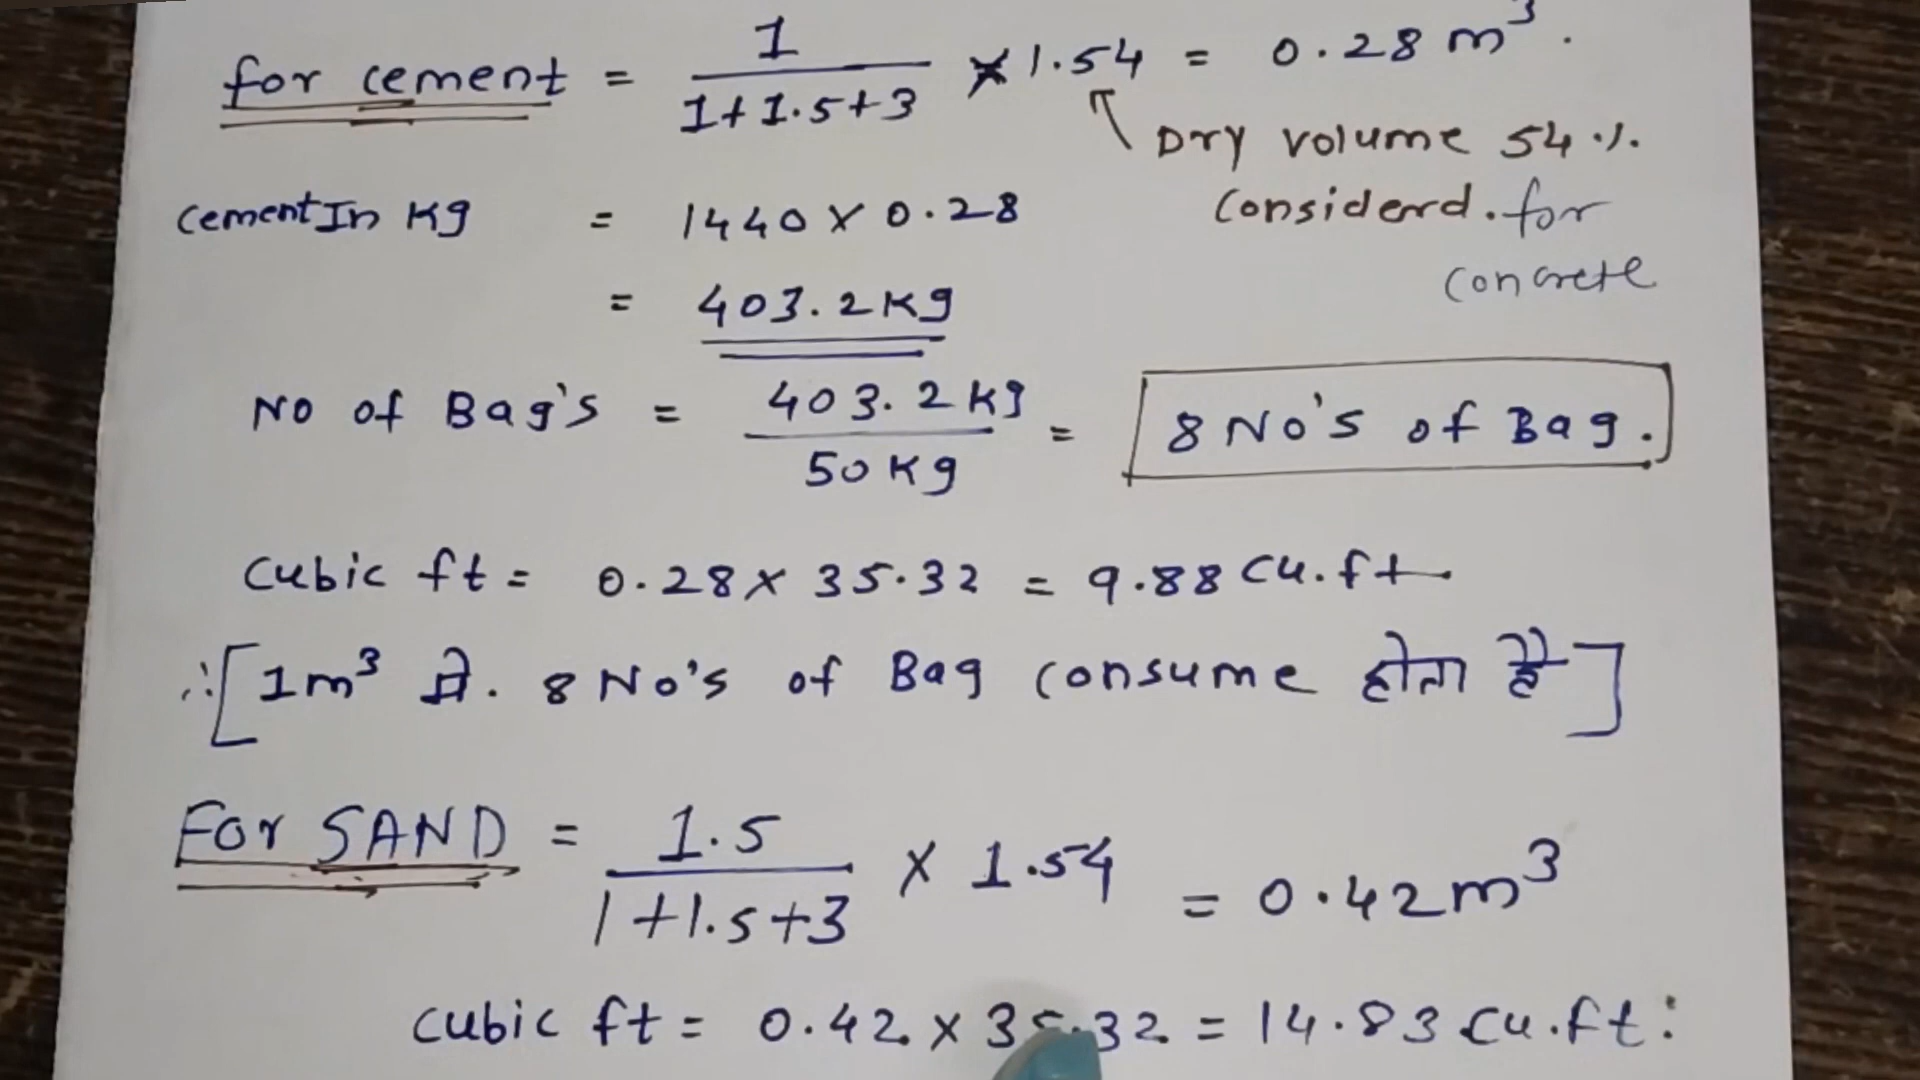 for cement = 1 / 1+1.5+3 × 1.54 = 0.28 m³.
Dry volume 54 %.
Considerd. for
concrete
cement In Kg = 1440 × 0.28
= 403.2 Kg
No of Bag's = 403.2 kg / 50 Kg = 8 No's of Bag.
Cubic ft = 0.28 × 35.32 = 9.88 Cu.ft.
∴ [1m³ मे. 8 No's of Bag consume होता है]
For SAND = 1.5 / 1+1.5+3 × 1.54 = 0.42 m³
Cubic ft = 0.42 × 35.32 = 14.83 Cu.ft: